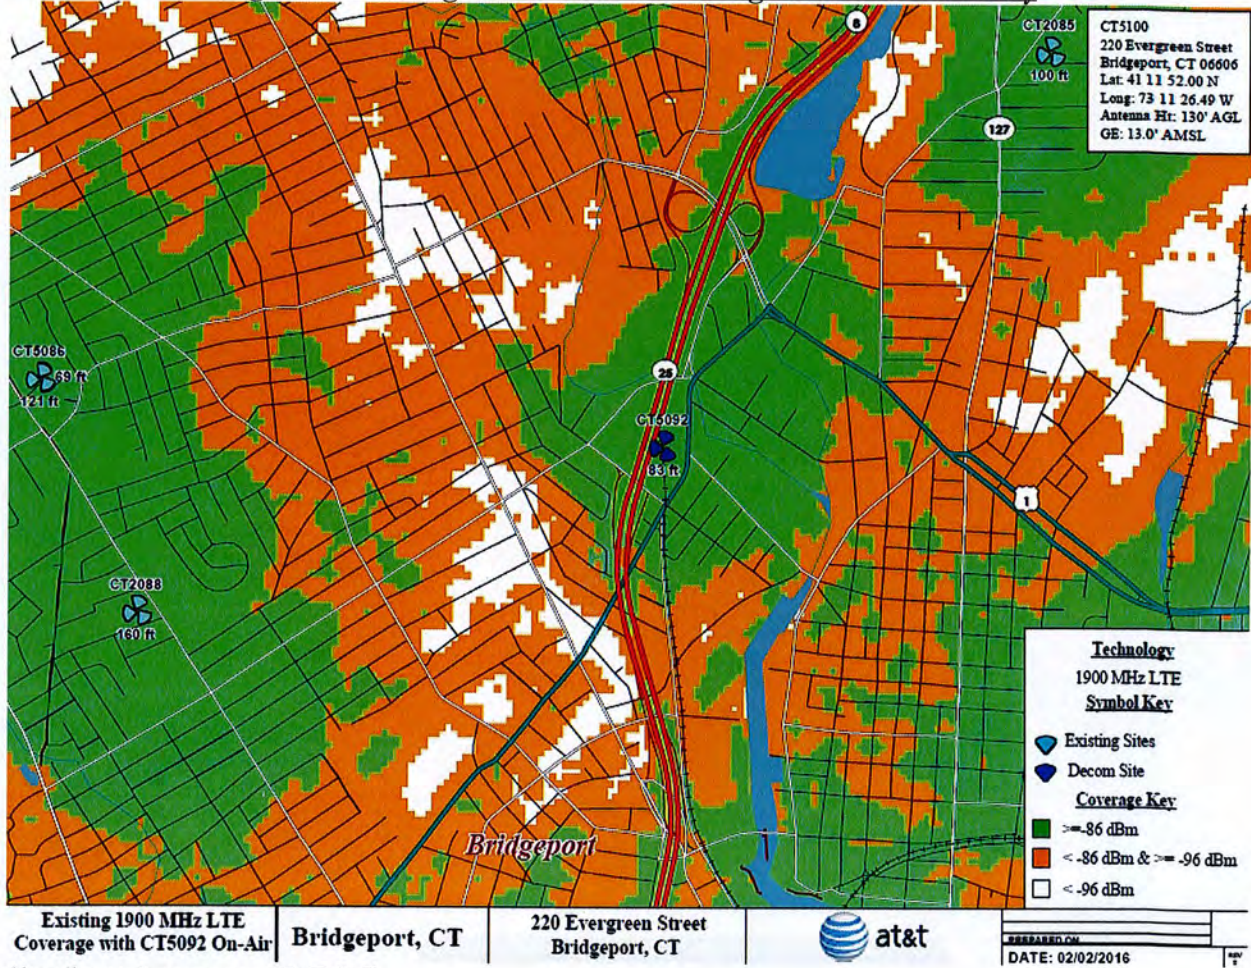 8
CT2085
100 ft
CT5100
220 Evergreen Street
Bridgeport, CT 06606
Lat: 41 11 52.00 N
Long: 73 11 26.49 W
Antenna Ht: 130' AGL
GE: 13.0' AMSL
127
CT5086
69 ft
121 ft
25
CT5092
83 ft
1
CT2088
160 ft
Bridgeport
Technology
1900 MHz LTE
Symbol Key
Existing Sites
Decom Site
Coverage Key
>=-86 dBm
< -86 dBm & >= -96 dBm
< -96 dBm
Existing 1900 MHz LTE
Coverage with CT5092 On-Air
Bridgeport, CT
220 Evergreen Street
Bridgeport, CT
at&t
PREPARED ON
DATE: 02/02/2016
REV